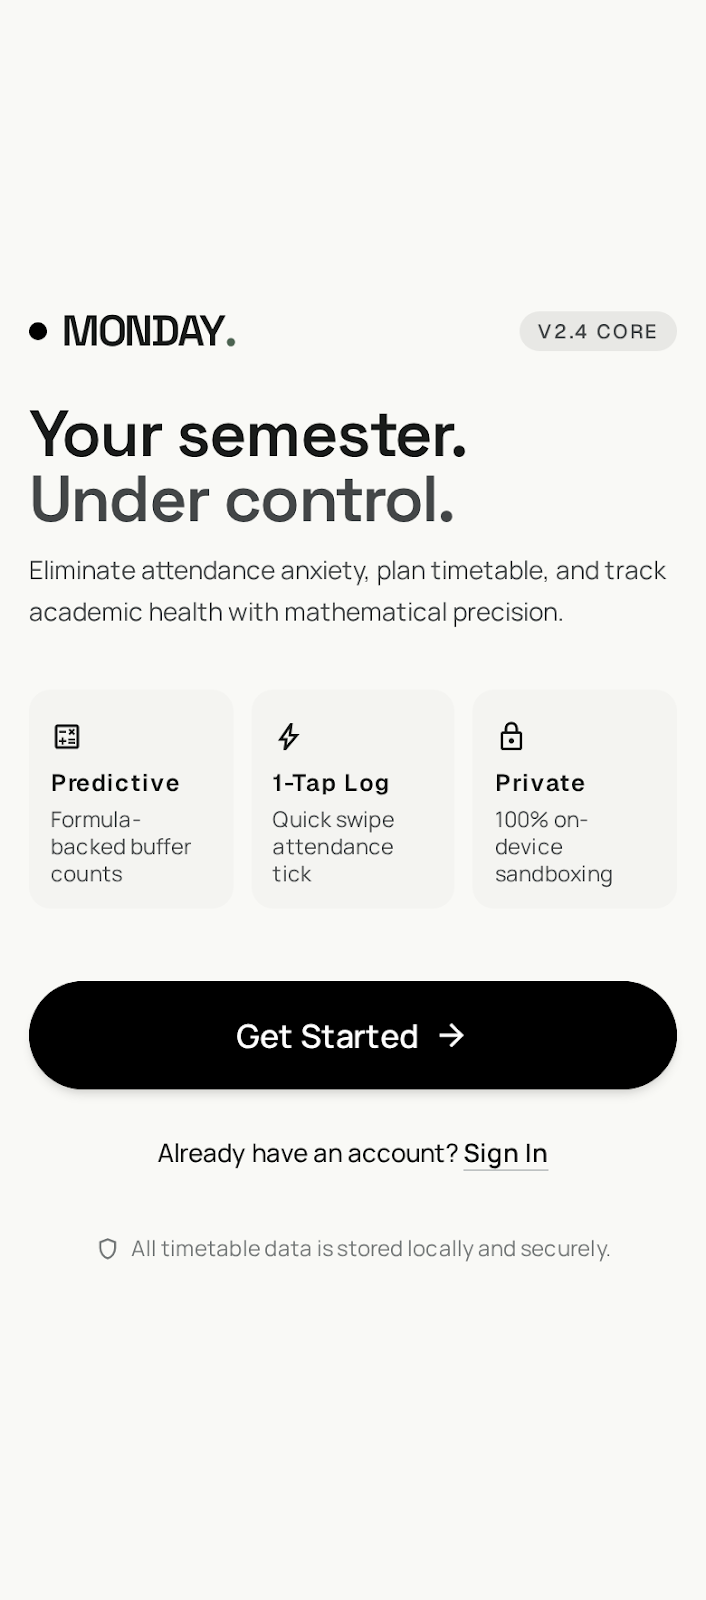 MONDAY.
V2.4 CORE
Your semester.
Under control.
Eliminate attendance anxiety, plan timetable, and track
academic health with mathematical precision.
Predictive
Formula-
backed buffer
counts
1-Tap Log
Quick swipe
attendance
tick
Private
100% on-
device
sandboxing
Get Started →
Already have an account? Sign In
All timetable data is stored locally and securely.